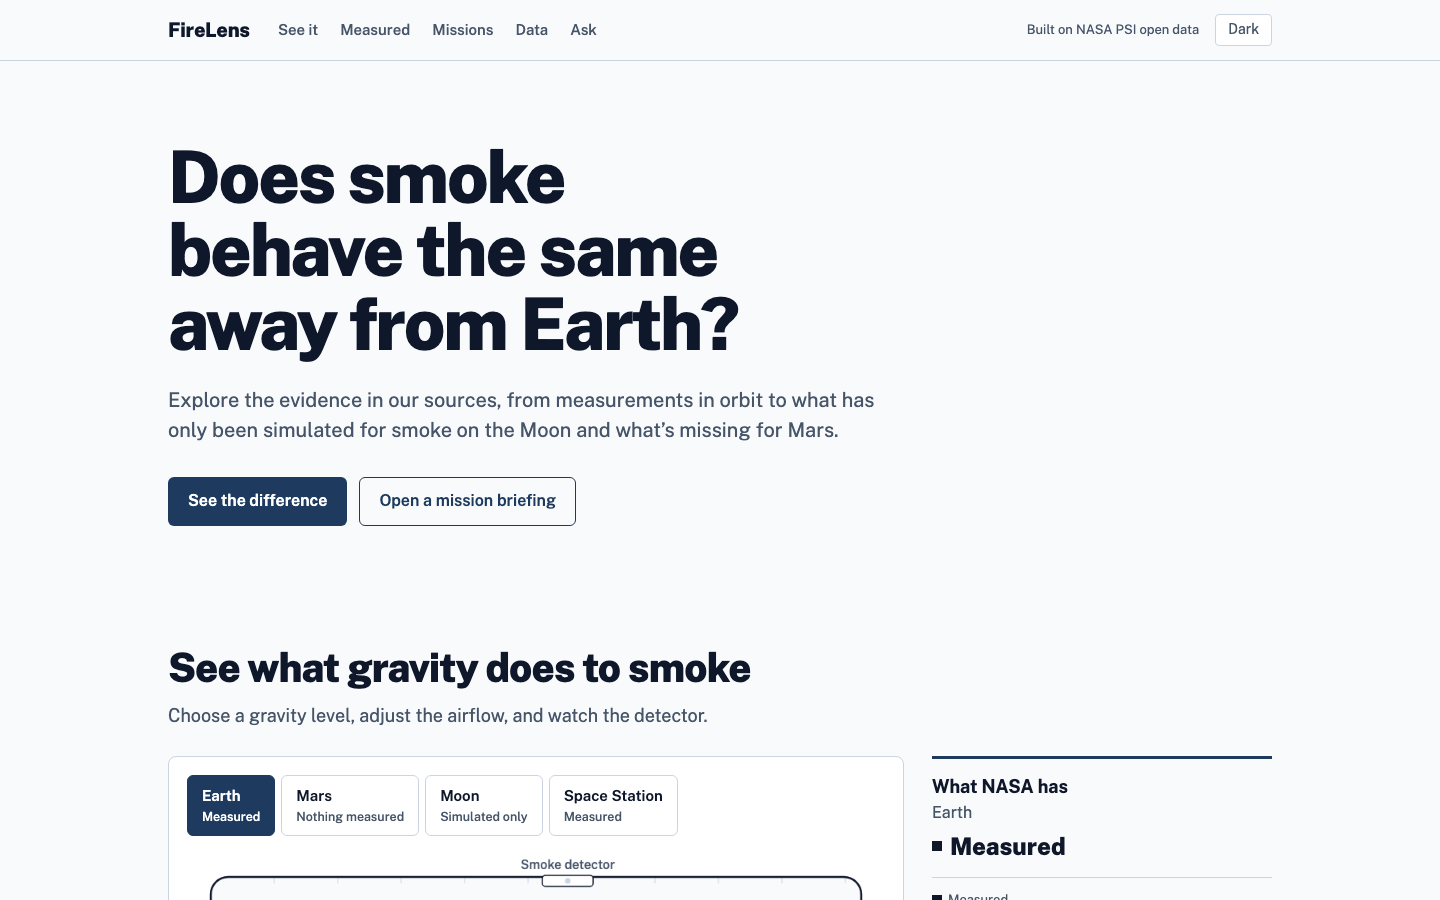 FireLens
See it
Measured
Missions
Data
Ask
Built on NASA PSI open data
Dark
Does smoke
behave the same
away from Earth?
Explore the evidence in our sources, from measurements in orbit to what has
only been simulated for smoke on the Moon and what’s missing for Mars.
See the difference
Open a mission briefing
See what gravity does to smoke
Choose a gravity level, adjust the airflow, and watch the detector.
Earth
Measured
Mars
Nothing measured
Moon
Simulated only
Space Station
Measured
Smoke detector
What NASA has
Earth
Measured
Measured